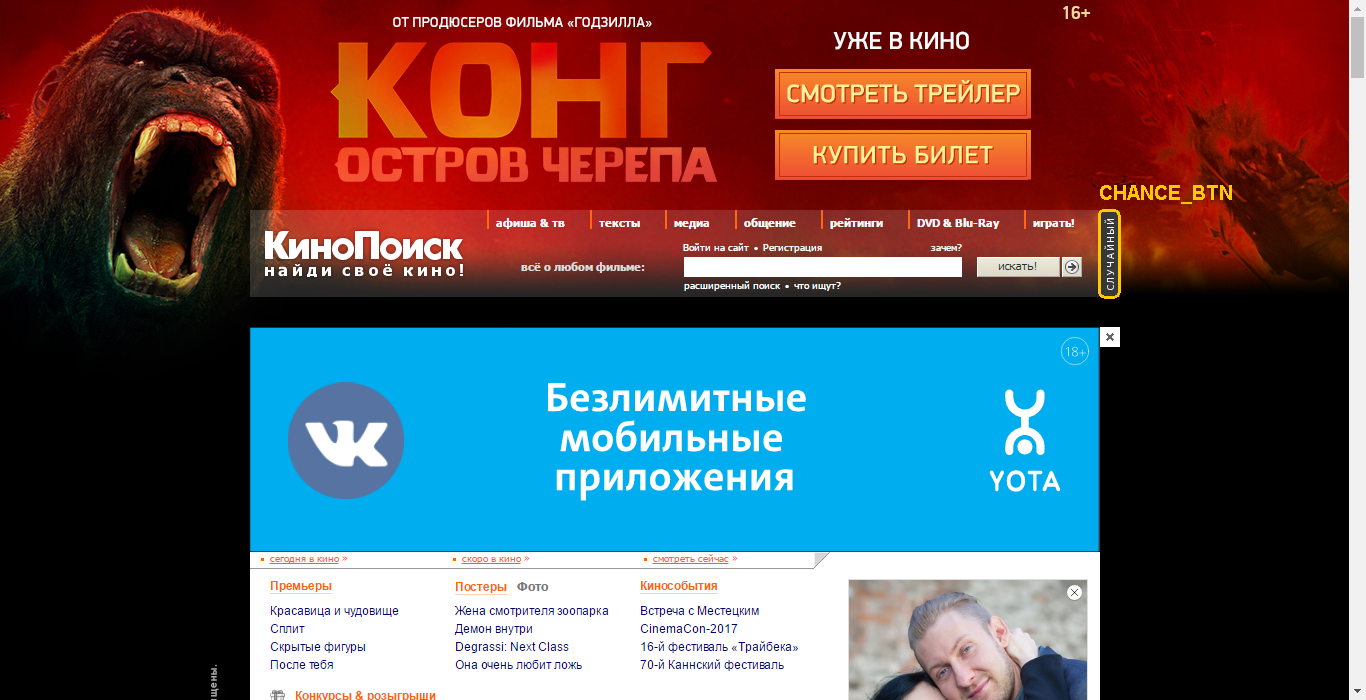 ОТ ПРОДЮСЕРОВ ФИЛЬМА «ГОДЗИЛЛА»
КОНГ
ОСТРОВ ЧЕРЕПА
16+
УЖЕ В КИНО
СМОТРЕТЬ ТРЕЙЛЕР
КУПИТЬ БИЛЕТ
CHANCE_BTN
СЛУЧАЙНЫЙ
афиша & тв тексты медиа общение рейтинги DVD & Blu-Ray играть!
КиноПоиск
найди своё кино!
Войти на сайт • Регистрация зачем?
всё о любом фильме: искать!
расширенный поиск • что ищут?
18+
Безлимитные
мобильные
приложения
YOTA
сегодня в кино » скоро в кино » смотреть сейчас »
Премьеры Постеры Фото Кинособытия
Красавица и чудовище Жена смотрителя зоопарка Встреча с Местецким
Сплит Демон внутри CinemaCon-2017
Скрытые фигуры Degrassi: Next Class 16-й фестиваль «Трайбека»
После тебя Она очень любит ложь 70-й Каннский фестиваль
Конкурсы & розыгрыши